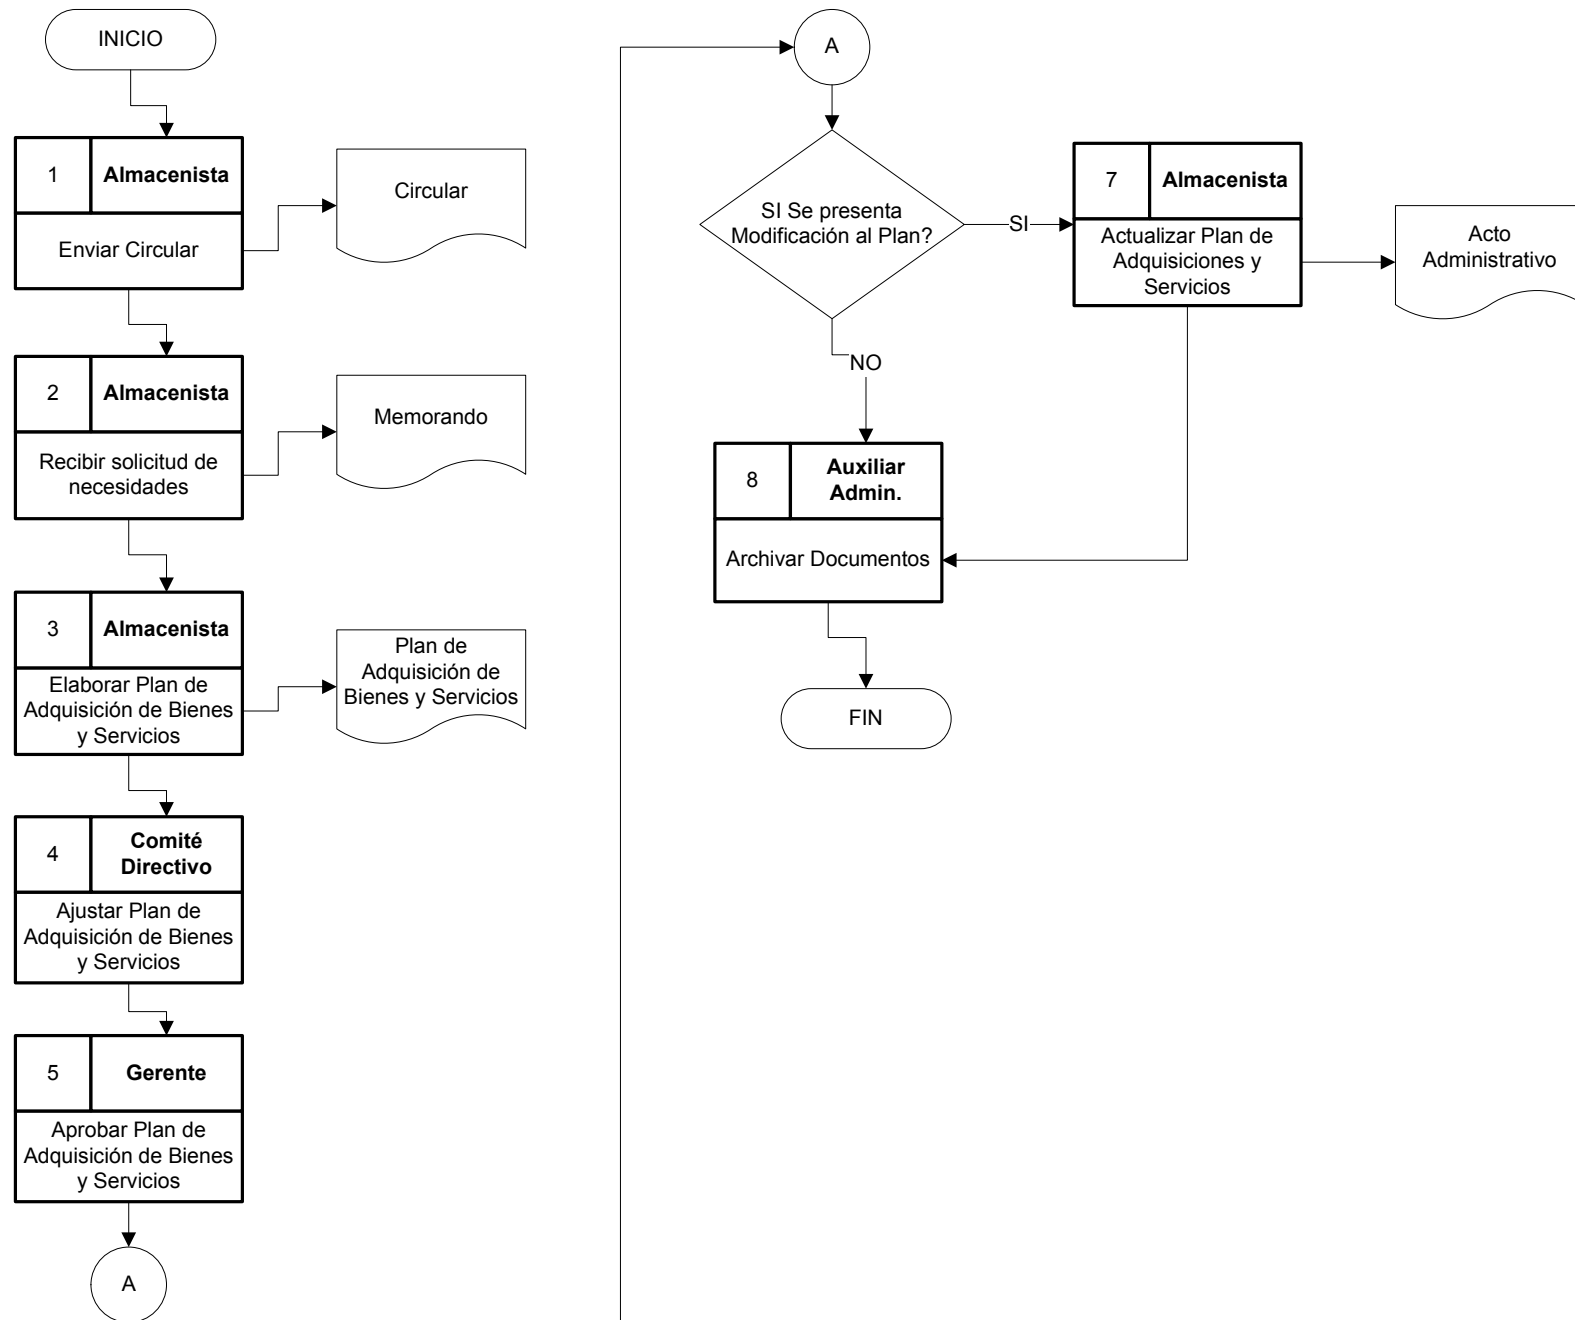 INICIO
1
Almacenista
Enviar Circular
Circular
2
Almacenista
Recibir solicitud de
necesidades
Memorando
3
Almacenista
Elaborar Plan de
Adquisición de Bienes
y Servicios
Plan de
Adquisición de
Bienes y Servicios
4
Comité
Directivo
Ajustar Plan de
Adquisición de Bienes
y Servicios
5
Gerente
Aprobar Plan de
Adquisición de Bienes
y Servicios
A
A
SI Se presenta
Modificación al Plan?
SI
7
Almacenista
Actualizar Plan de
Adquisiciones y
Servicios
Acto
Administrativo
NO
8
Auxiliar
Admin.
Archivar Documentos
FIN